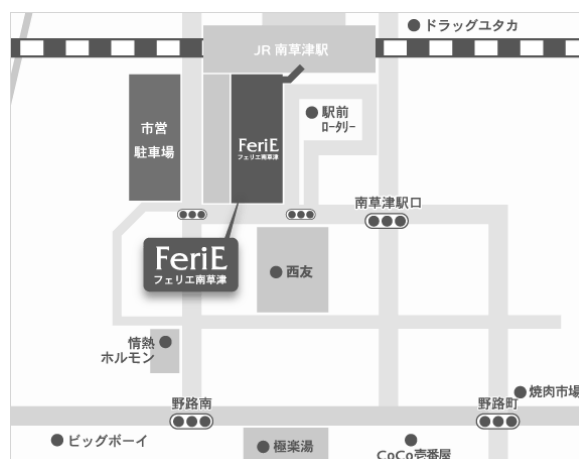 ドラッグユタカ
JR 南草津駅
市営
駐車場
FeriE
フェリエ南草津
駅前
ロータリー
南草津駅口
FeriE
フェリエ南草津
西友
情熱
ホルモン
焼肉市場
野路南
野路町
ビッグボーイ
極楽湯
CoCo壱番屋